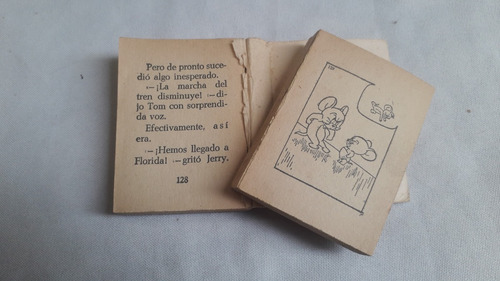 Pero de pronto suce-
dió algo inesperado.
—¡La marcha del
tren disminuye! —di-
jo Tom con sorprendi-
da voz.
Efectivamente, así
era.
—¡Hemos llegado a
Florida! —gritó Jerry.
128